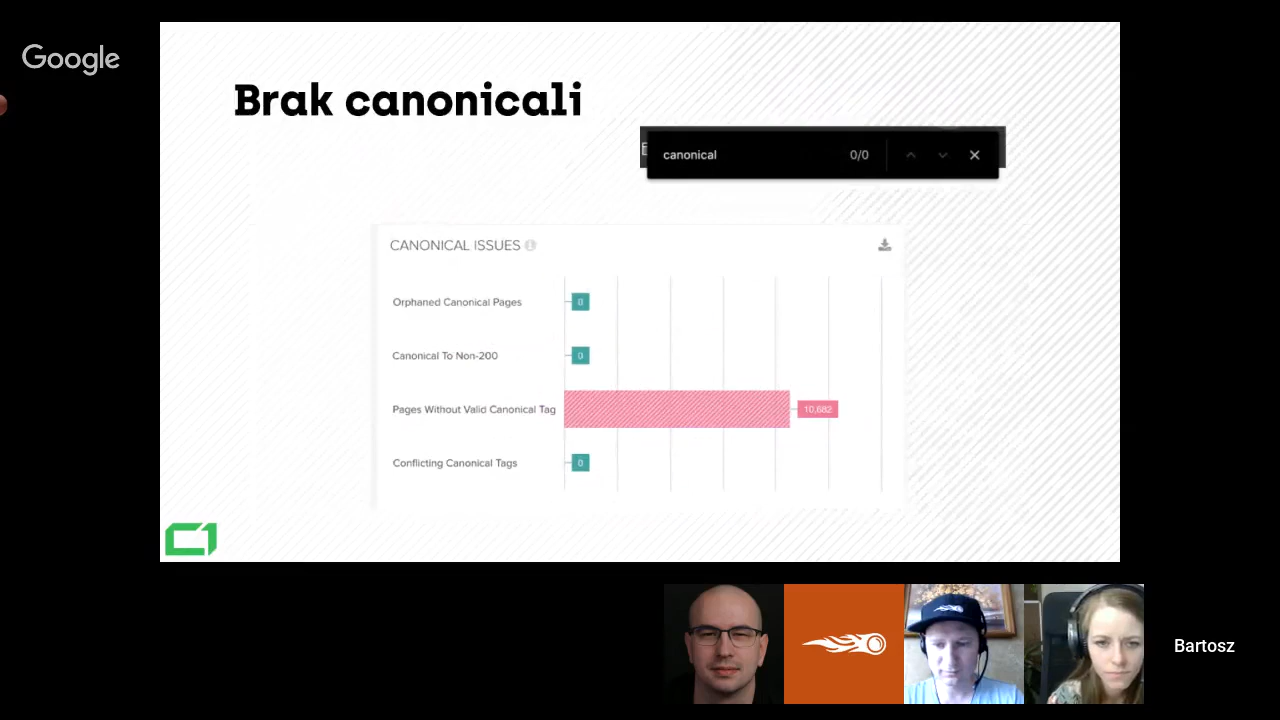 Google
Brak canonicali
canonical 0/0
CANONICAL ISSUES
Orphaned Canonical Pages 0
Canonical To Non-200 0
Pages Without Valid Canonical Tag 10,682
Conflicting Canonical Tags 0
Bartosz